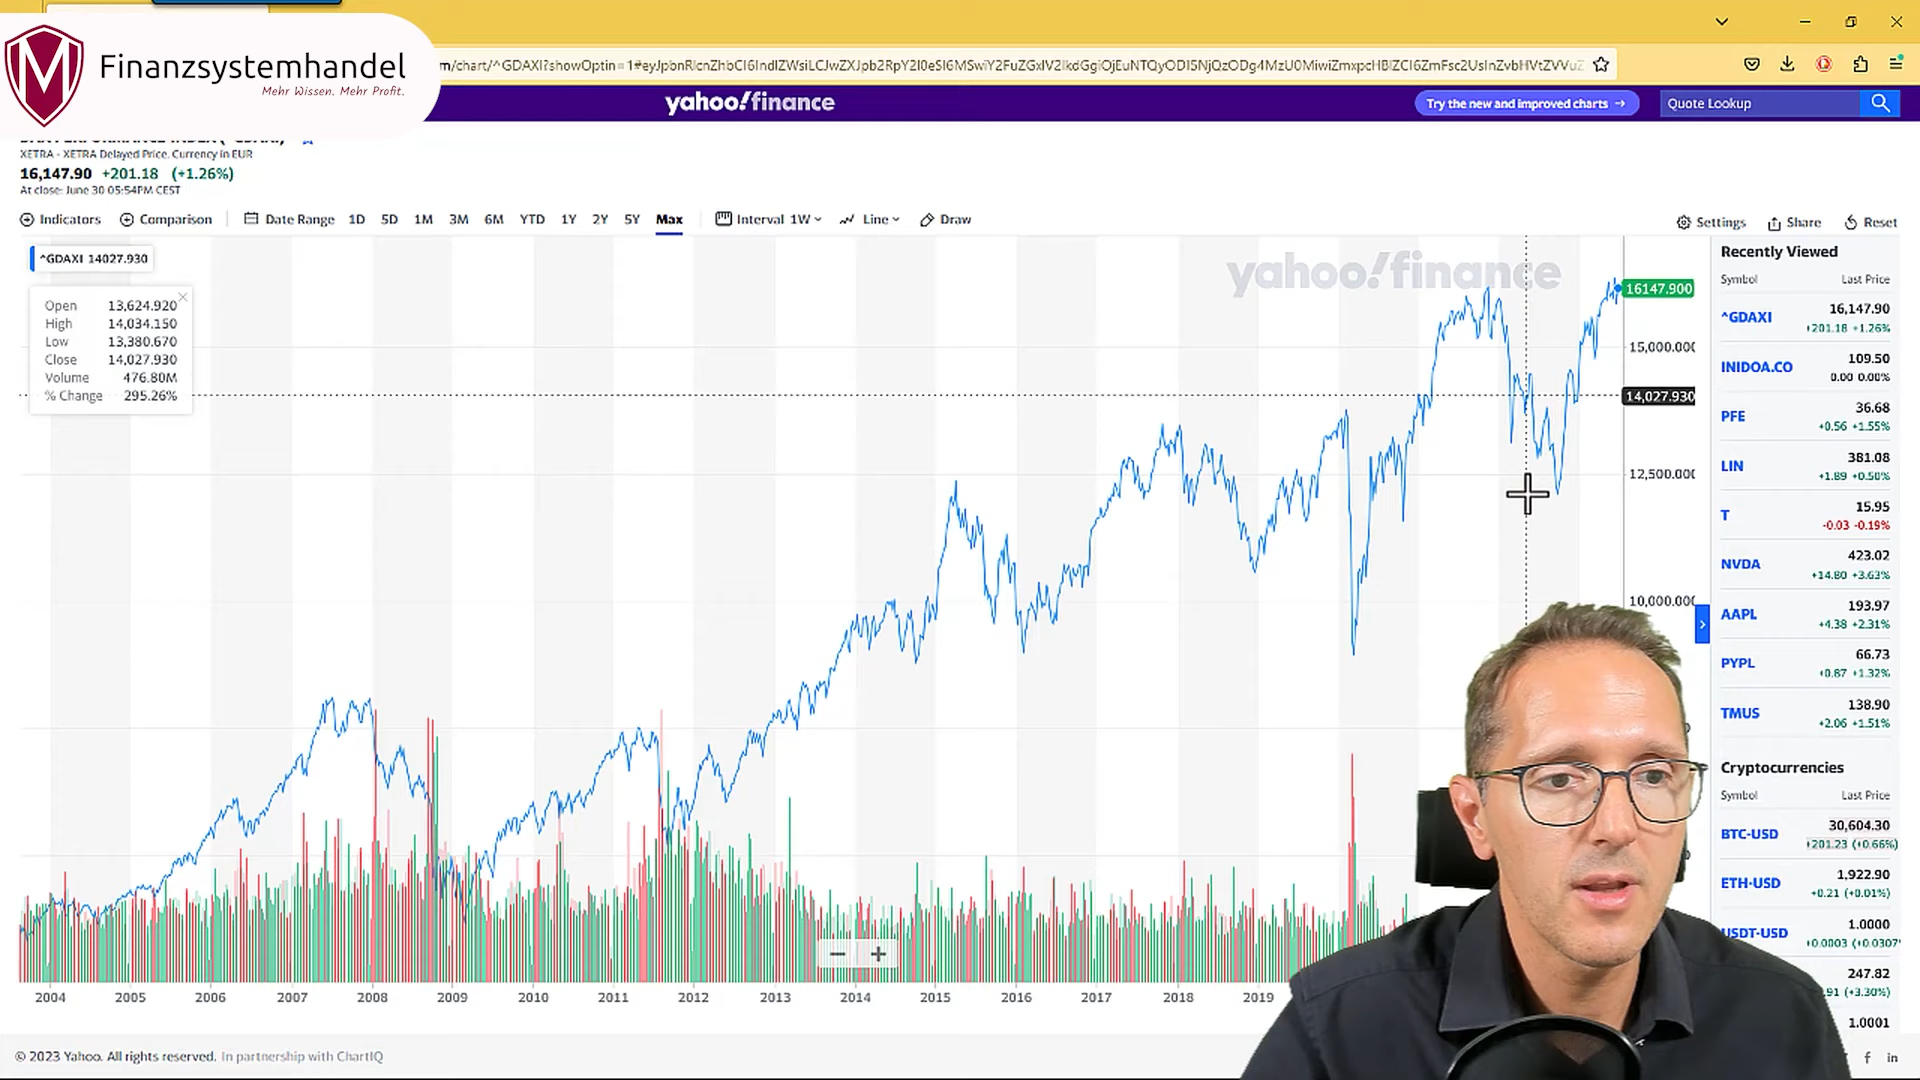 M Finanzsystemhandel
Mehr Wissen. Mehr Profit.
yahoo!finance
Try the new and improved charts →
Quote Lookup
XETRA - XETRA Delayed Price. Currency in EUR
16,147.90 +201.18 (+1.26%)
At close: June 30 05:54PM CEST
Indicators Comparison Date Range 1D 5D 1M 3M 6M YTD 1Y 2Y 5Y Max Interval 1W Line Draw Settings Share Reset
^GDAXI 14027.930
Open 13,624.920
High 14,034.150
Low 13,380.670
Close 14,027.930
Volume 476.80M
% Change 295.26%
yahoo!finance
16147.900
15,000.000
14,027.930
12,500.000
10,000.000
2004 2005 2006 2007 2008 2009 2010 2011 2012 2013 2014 2015 2016 2017 2018 2019
Recently Viewed
Symbol Last Price
^GDAXI 16,147.90
+201.18 +1.26%
INIDOA.CO 109.50
0.00 0.00%
PFE 36.68
+0.56 +1.55%
LIN 381.08
+1.89 +0.50%
T 15.95
-0.03 -0.19%
NVDA 423.02
+14.80 +3.63%
AAPL 193.97
+4.38 +2.31%
PYPL 66.73
+0.87 +1.32%
TMUS 138.90
+2.06 +1.51%
Cryptocurrencies
Symbol Last Price
BTC-USD 30,604.30
+201.23 (+0.66%)
ETH-USD 1,922.90
+0.21 (+0.01%)
USDT-USD 1.0000
+0.0003 (+0.0307
247.82
.91 (+3.30%)
1.0001
© 2023 Yahoo. All rights reserved. In partnership with ChartIQ